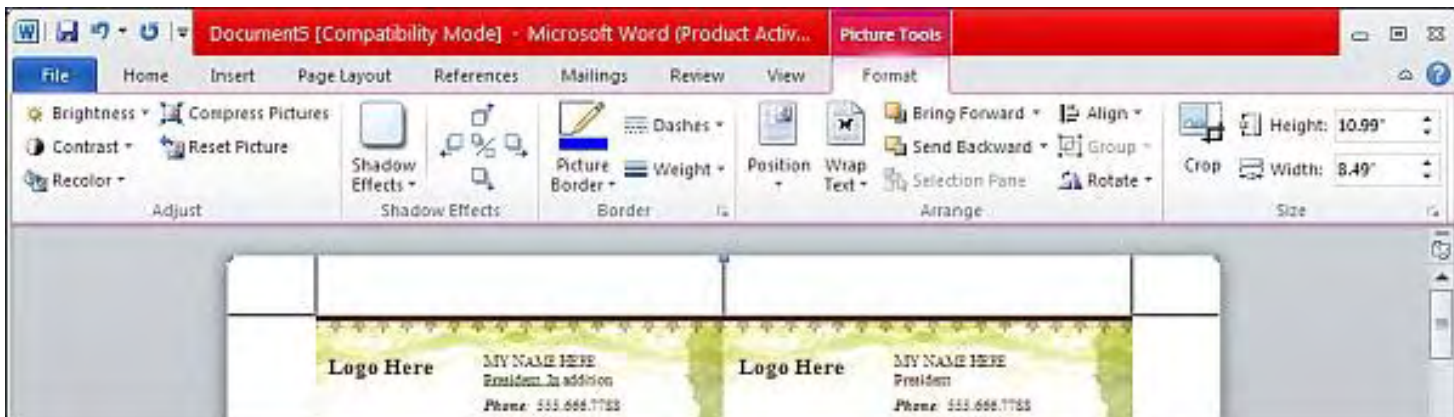 Document5 [Compatibility Mode] - Microsoft Word (Product Activ... Picture Tools
File Home Insert Page Layout References Mailings Review View Format
Brightness Compress Pictures Dashes Bring Forward Align Height: 10.99"
Contrast Reset Picture Shadow Effects Picture Border Weight Position Wrap Text Send Backward Group Crop Width: 8.49"
Recolor Selection Pane Rotate
Adjust Shadow Effects Border Arrange Size
Logo Here MY NAME HERE Logo Here MY NAME HERE
President. In addition President
Phone: 555.666.7788 Phone: 555.666.7788